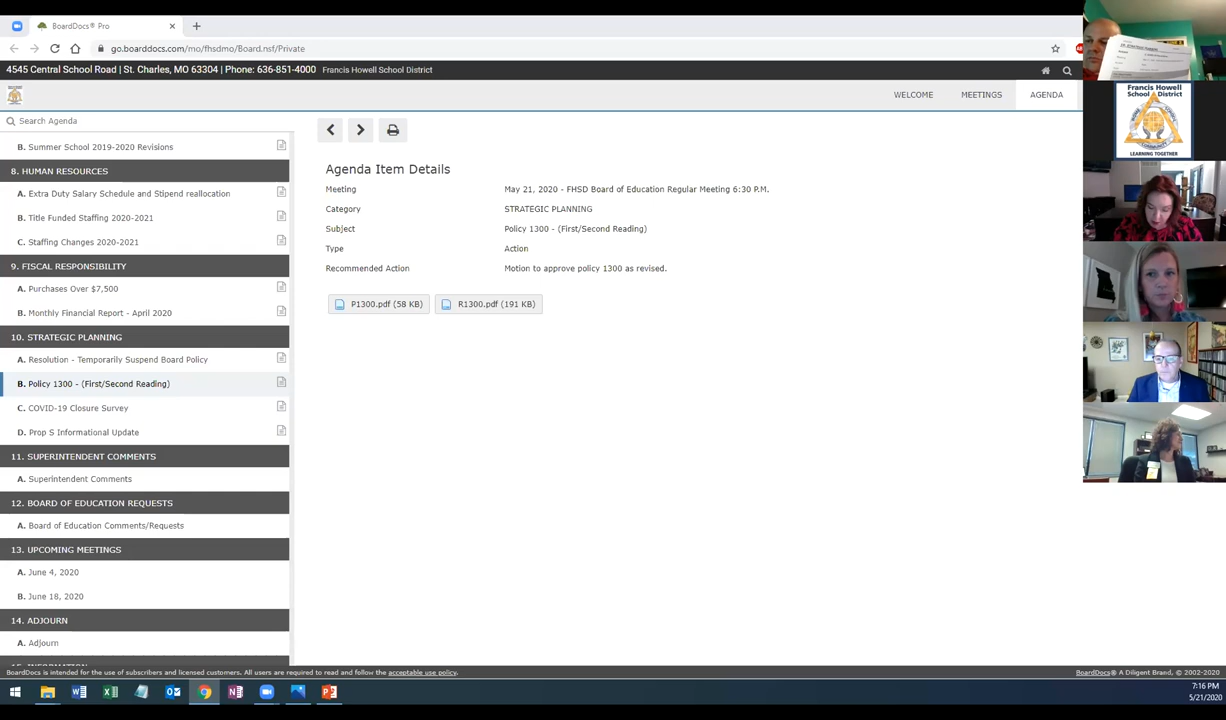 BoardDocs® Pro
go.boarddocs.com/mo/fhsdmo/Board.nsf/Private
4545 Central School Road | St. Charles, MO 63304 | Phone: 636-851-4000 Francis Howell School District
WELCOME
MEETINGS
AGENDA
Search Agenda
B. Summer School 2019-2020 Revisions
8. HUMAN RESOURCES
A. Extra Duty Salary Schedule and Stipend reallocation
B. Title Funded Staffing 2020-2021
C. Staffing Changes 2020-2021
9. FISCAL RESPONSIBILITY
A. Purchases Over $7,500
B. Monthly Financial Report - April 2020
10. STRATEGIC PLANNING
A. Resolution - Temporarily Suspend Board Policy
B. Policy 1300 - (First/Second Reading)
C. COVID-19 Closure Survey
D. Prop S Informational Update
11. SUPERINTENDENT COMMENTS
A. Superintendent Comments
12. BOARD OF EDUCATION REQUESTS
A. Board of Education Comments/Requests
13. UPCOMING MEETINGS
A. June 4, 2020
B. June 18, 2020
14. ADJOURN
A. Adjourn
15. INFORMATION
Agenda Item Details
Meeting May 21, 2020 - FHSD Board of Education Regular Meeting 6:30 P.M.
Category STRATEGIC PLANNING
Subject Policy 1300 - (First/Second Reading)
Type Action
Recommended Action Motion to approve policy 1300 as revised.
P1300.pdf (58 KB) R1300.pdf (191 KB)
Francis Howell
School District
LEARNING TOGETHER
BoardDocs is intended for the use of subscribers and licensed customers. All users are required to read and follow the acceptable use policy.
BoardDocs® A Diligent Brand, © 2002-2020
7:16 PM
5/21/2020